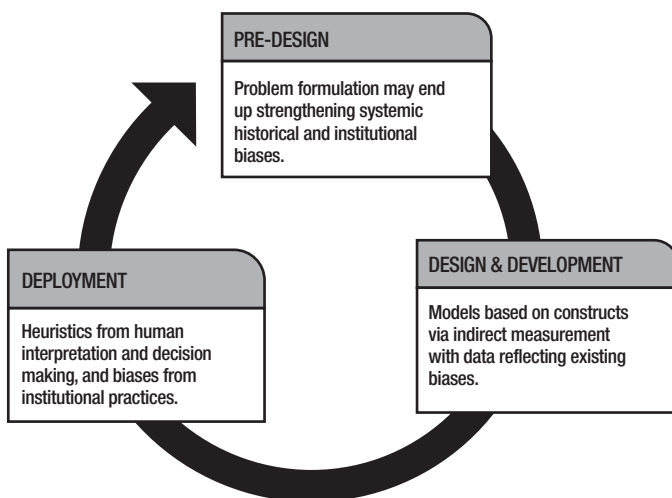 PRE-DESIGN
Problem formulation may end
up strengthening systemic
historical and institutional
biases.
DESIGN & DEVELOPMENT
Models based on constructs
via indirect measurement
with data reflecting existing
biases.
DEPLOYMENT
Heuristics from human
interpretation and decision
making, and biases from
institutional practices.